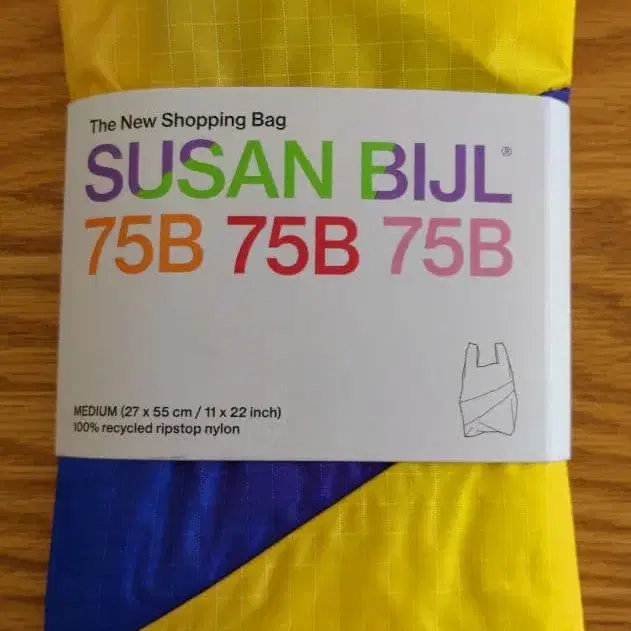 The New Shopping Bag
SUSAN BIJL®
75B 75B 75B
MEDIUM (27 x 55 cm / 11 x 22 inch)
100% recycled ripstop nylon